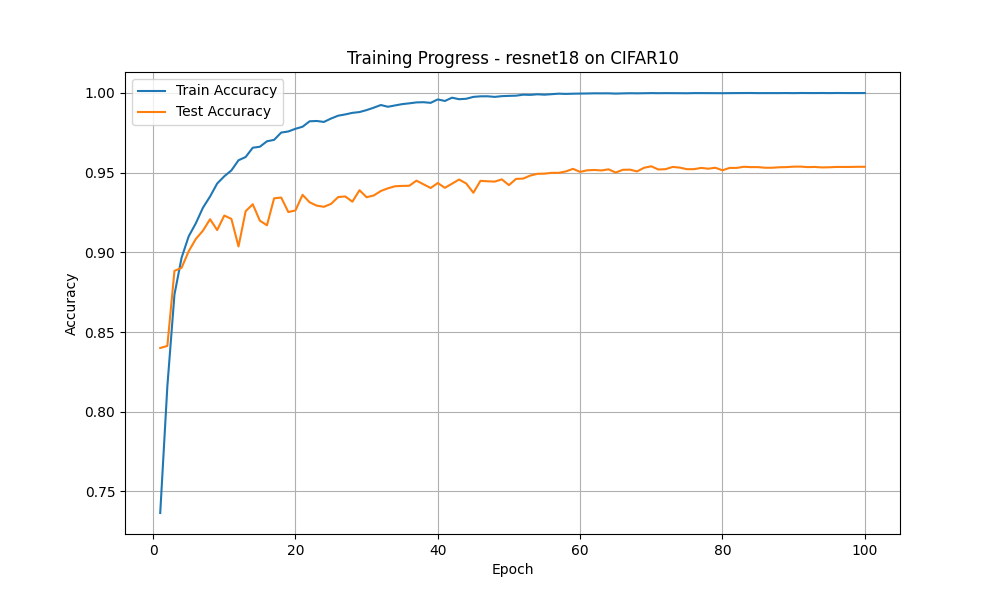 Training Progress - resnet18 on CIFAR10
Train Accuracy
Test Accuracy
1.00
0.95
0.90
0.85
0.80
0.75
Accuracy
0 20 40 60 80 100
Epoch